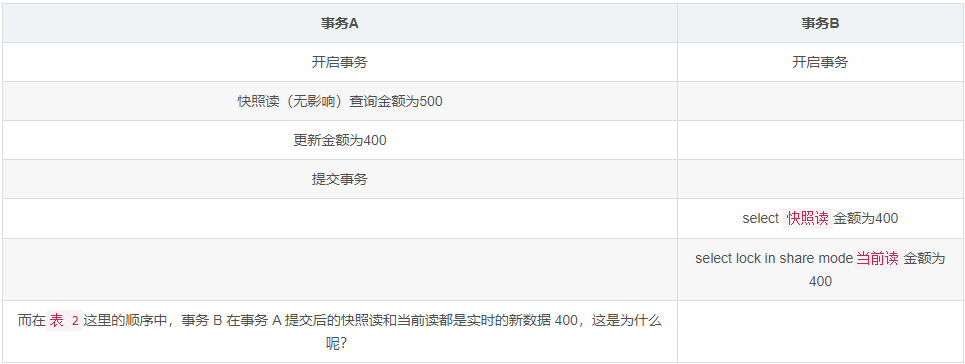 事务A 事务B
开启事务 开启事务
快照读（无影响）查询金额为500
更新金额为400
提交事务
select 快照读 金额为400
select lock in share mode 当前读 金额为
400
而在 表 2 这里的顺序中，事务 B 在事务 A 提交后的快照读和当前读都是实时的新数据 400，这是为什么
呢？